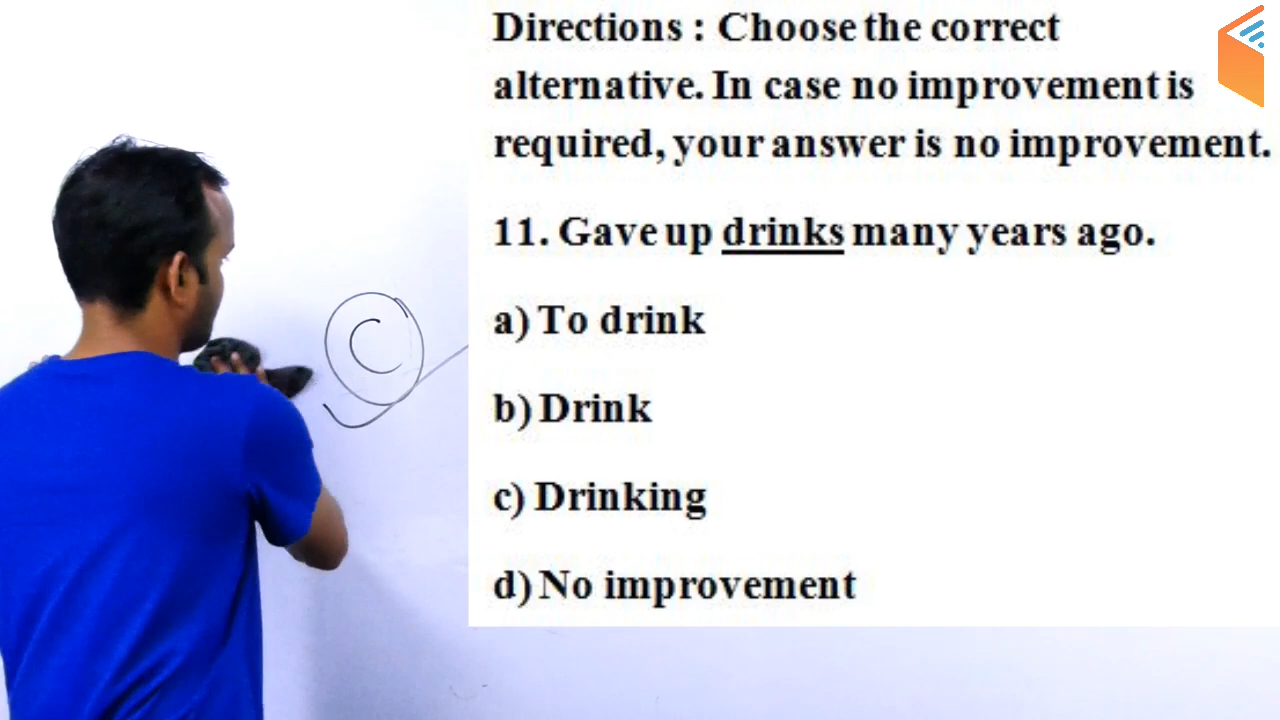 Directions : Choose the correct
alternative. In case no improvement is
required, your answer is no improvement.
11. Gave up drinks many years ago.
a) To drink
b) Drink
c) Drinking
d) No improvement
C